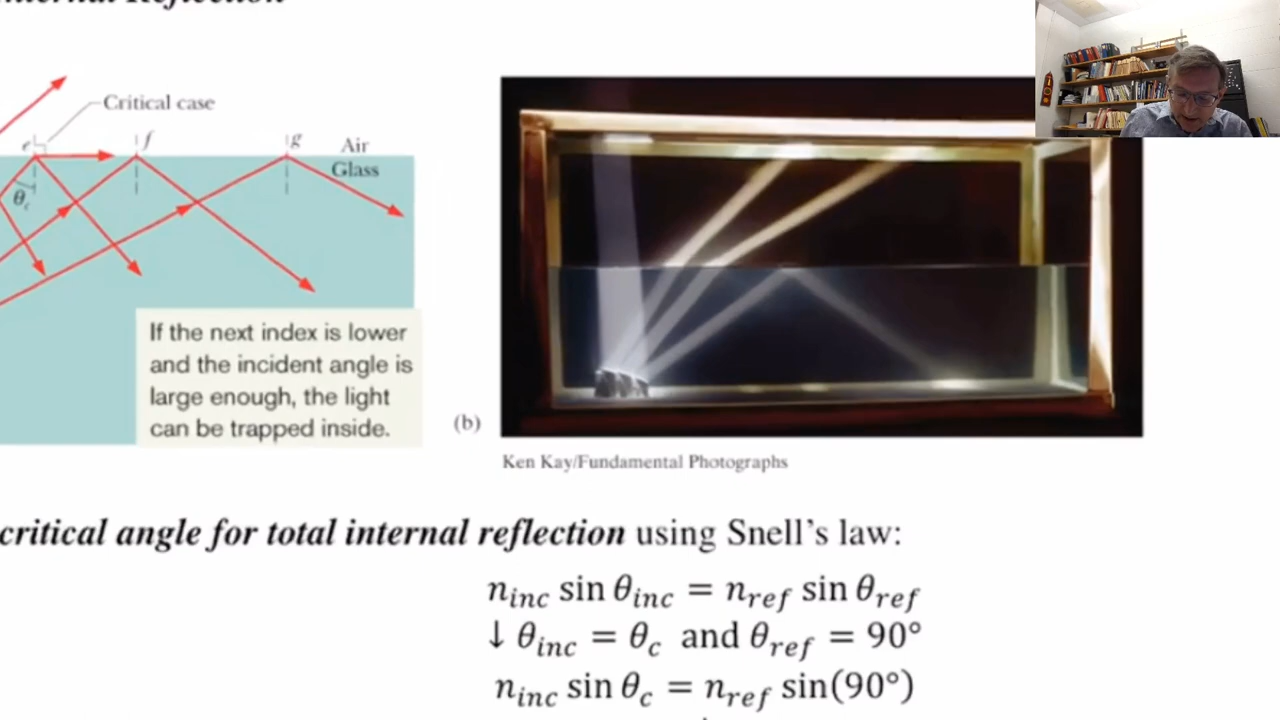 Internal Reflection
Critical case
e
f
g
Air
Glass
θc
If the next index is lower
and the incident angle is
large enough, the light
can be trapped inside.
(b)
Ken Kay/Fundamental Photographs
critical angle for total internal reflection using Snell's law:
n_inc sin θ_inc = n_ref sin θ_ref
↓ θ_inc = θ_c and θ_ref = 90°
n_inc sin θ_c = n_ref sin(90°)